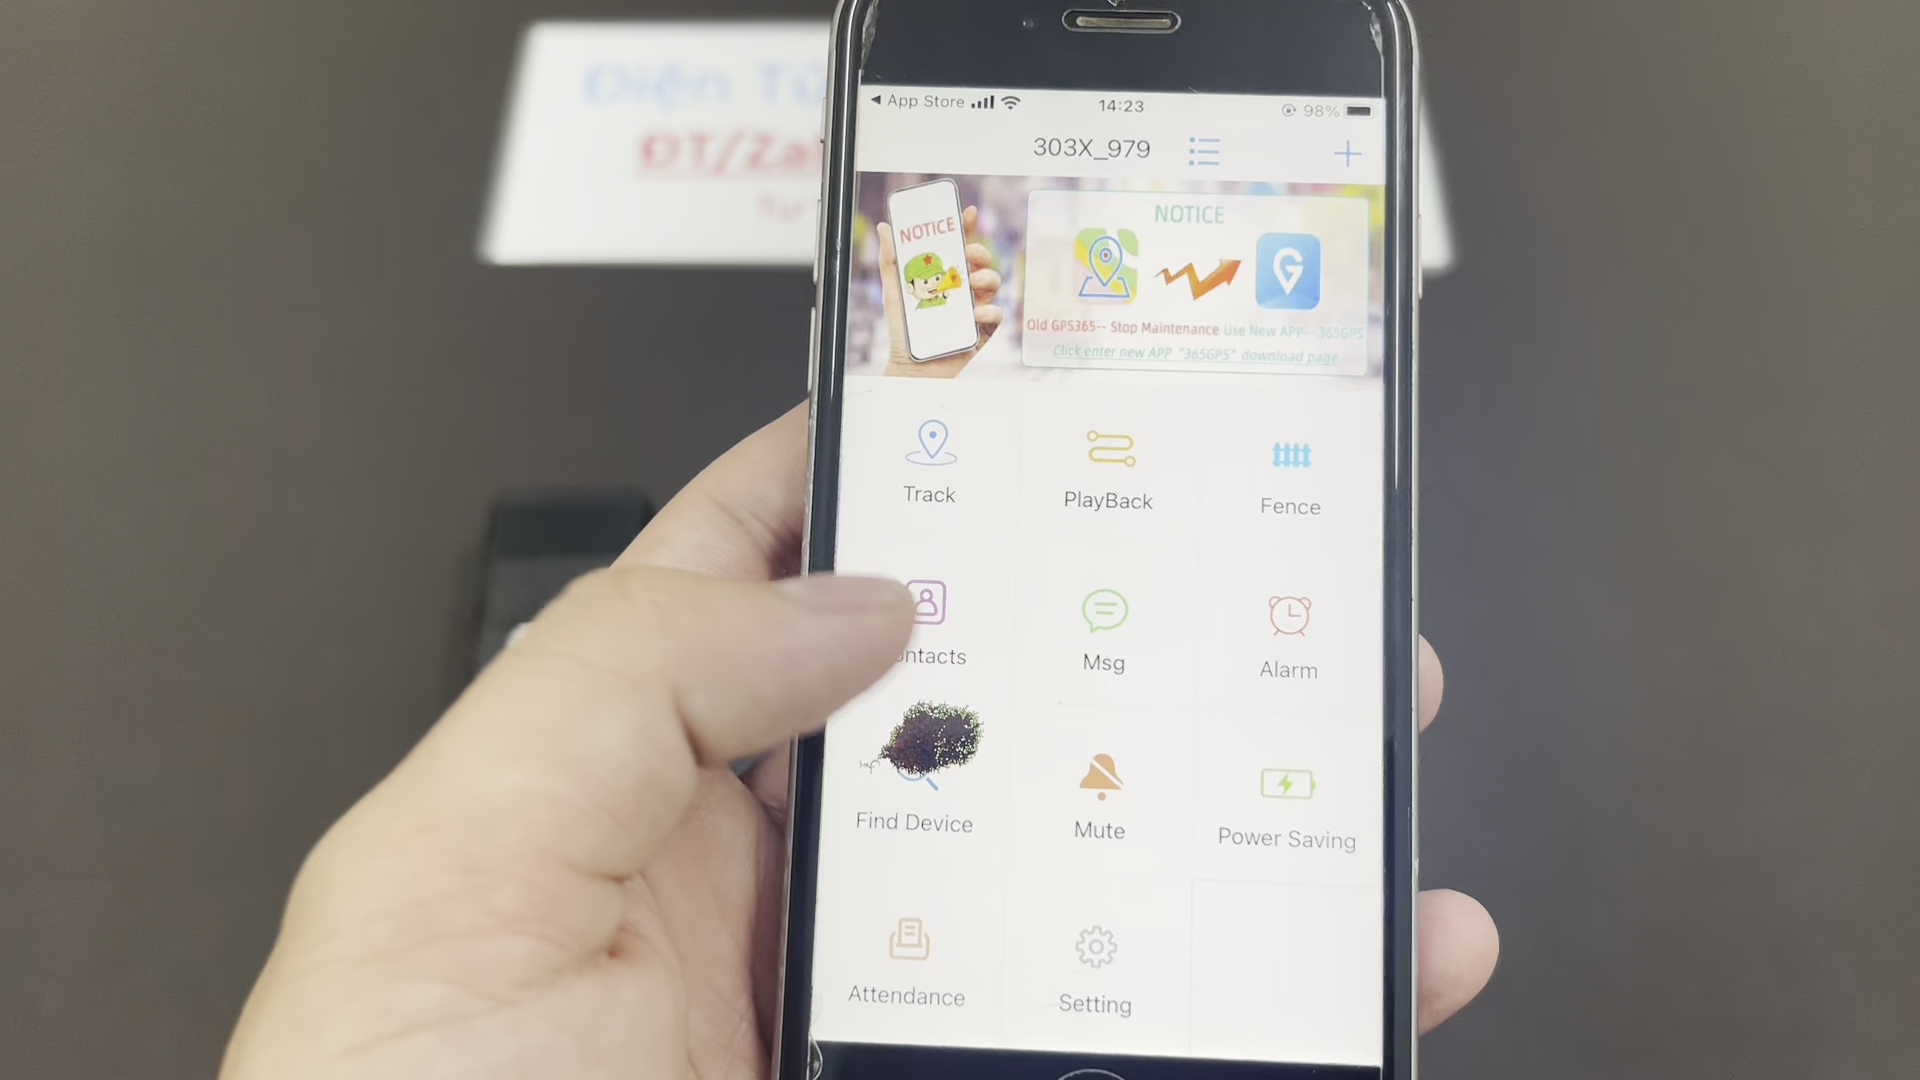 Điện Tử
ĐT/Za
Từ
App Store
14:23
98%
303X_979
NOTICE
NOTICE
Old GPS365-- Stop Maintenance Use New APP-- 365GPS
Click enter new APP "365GPS" download page
Track
PlayBack
Fence
ntacts
Msg
Alarm
Find Device
Mute
Power Saving
Attendance
Setting